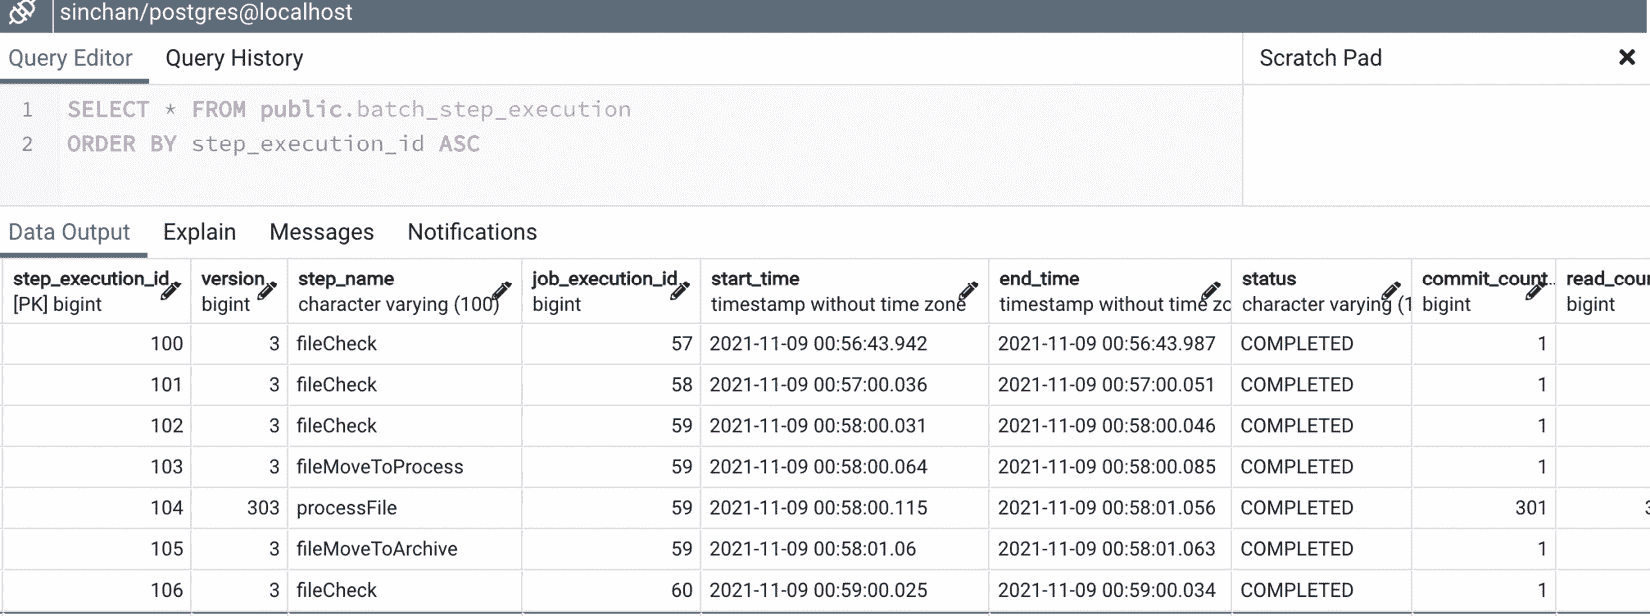 sinchan/postgres@localhost
Query Editor Query History Scratch Pad
1 SELECT * FROM public.batch_step_execution
2 ORDER BY step_execution_id ASC
Data Output Explain Messages Notifications
step_execution_id version step_name job_execution_id start_time end_time status commit_count read_cou
[PK] bigint bigint character varying (100) bigint timestamp without time zone timestamp without time zo character varying (1 bigint bigint
100 3 fileCheck 57 2021-11-09 00:56:43.942 2021-11-09 00:56:43.987 COMPLETED 1
101 3 fileCheck 58 2021-11-09 00:57:00.036 2021-11-09 00:57:00.051 COMPLETED 1
102 3 fileCheck 59 2021-11-09 00:58:00.031 2021-11-09 00:58:00.046 COMPLETED 1
103 3 fileMoveToProcess 59 2021-11-09 00:58:00.064 2021-11-09 00:58:00.085 COMPLETED 1
104 303 processFile 59 2021-11-09 00:58:00.115 2021-11-09 00:58:01.056 COMPLETED 301
105 3 fileMoveToArchive 59 2021-11-09 00:58:01.06 2021-11-09 00:58:01.063 COMPLETED 1
106 3 fileCheck 60 2021-11-09 00:59:00.025 2021-11-09 00:59:00.034 COMPLETED 1